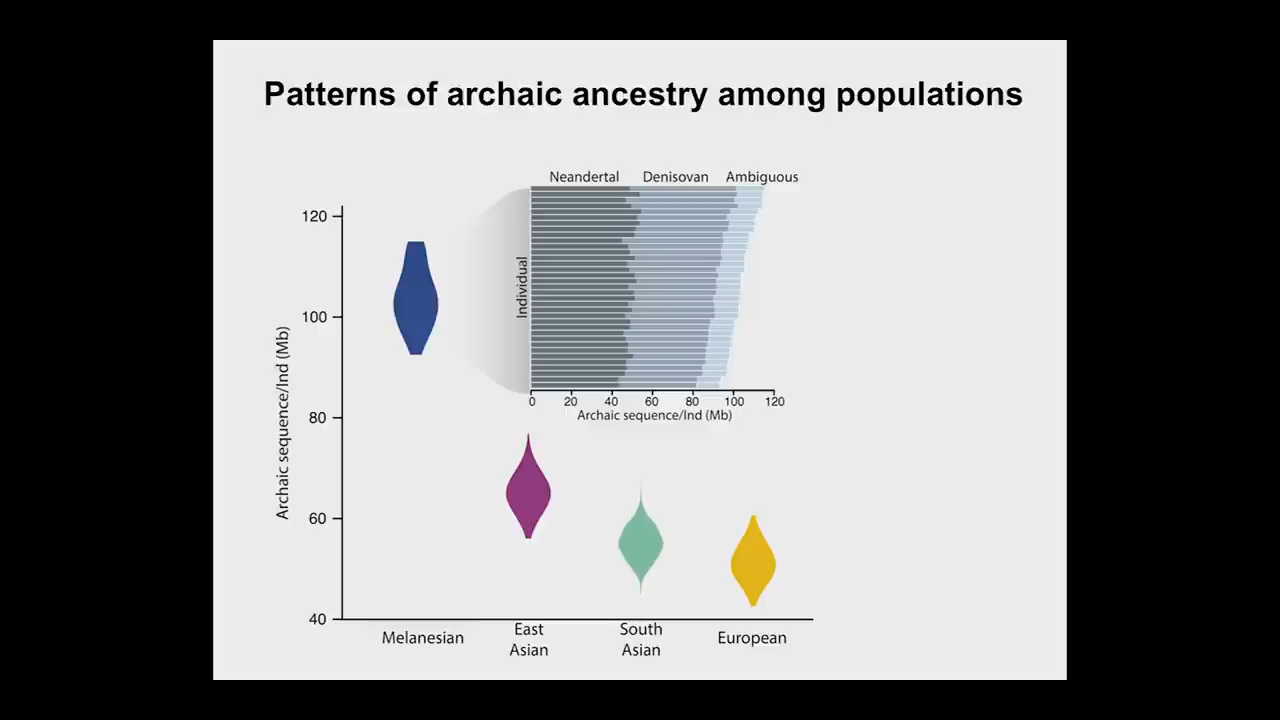 Patterns of archaic ancestry among populations
Neandertal Denisovan Ambiguous
Individual
0 20 40 60 80 100 120
Archaic sequence/Ind (Mb)
Archaic sequence/Ind (Mb)
120
100
80
60
40
Melanesian
East
Asian
South
Asian
European